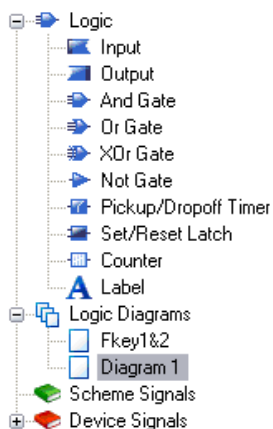 Logic
Input
Output
And Gate
Or Gate
XOr Gate
Not Gate
Pickup/Dropoff Timer
Set/Reset Latch
Counter
A Label
Logic Diagrams
Fkey1&2
Diagram 1
Scheme Signals
Device Signals